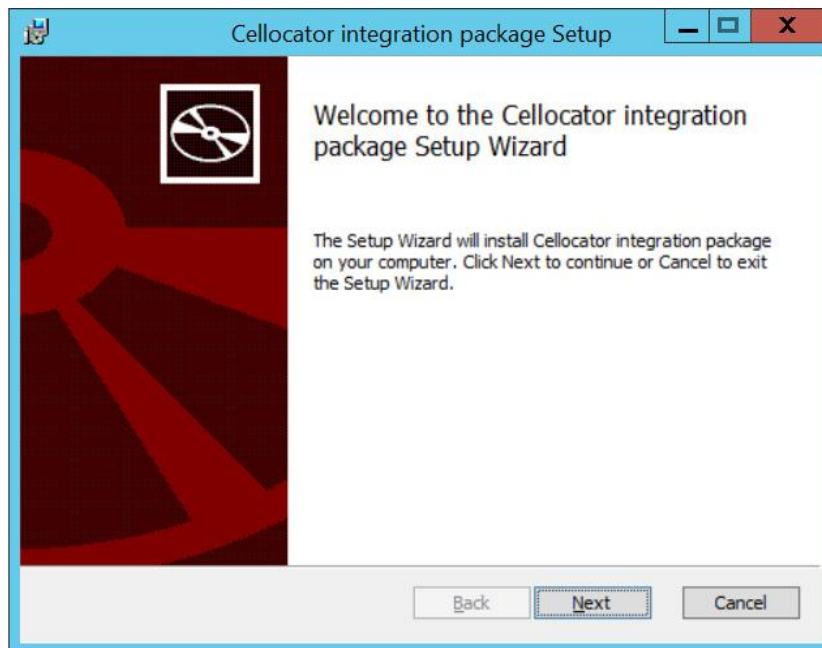 Cellocator integration package Setup
Welcome to the Cellocator integration
package Setup Wizard
The Setup Wizard will install Cellocator integration package
on your computer. Click Next to continue or Cancel to exit
the Setup Wizard.
Back
Next
Cancel